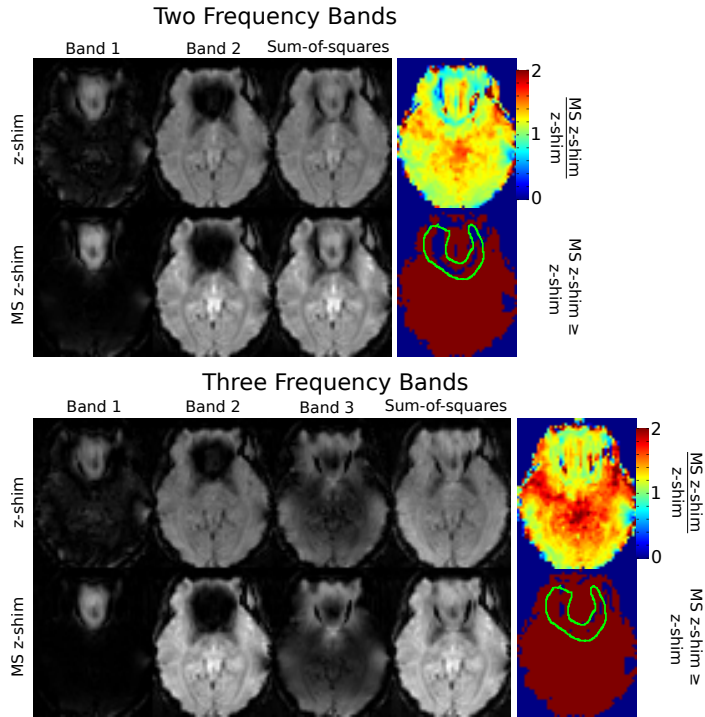 Two Frequency Bands
Band 1 Band 2 Sum-of-squares
z-shim
2
1
0
MS z-shim
z-shim
MS z-shim
MS z-shim ≥
z-shim
Three Frequency Bands
Band 1 Band 2 Band 3 Sum-of-squares
z-shim
2
1
0
MS z-shim
z-shim
MS z-shim
MS z-shim ≥
z-shim